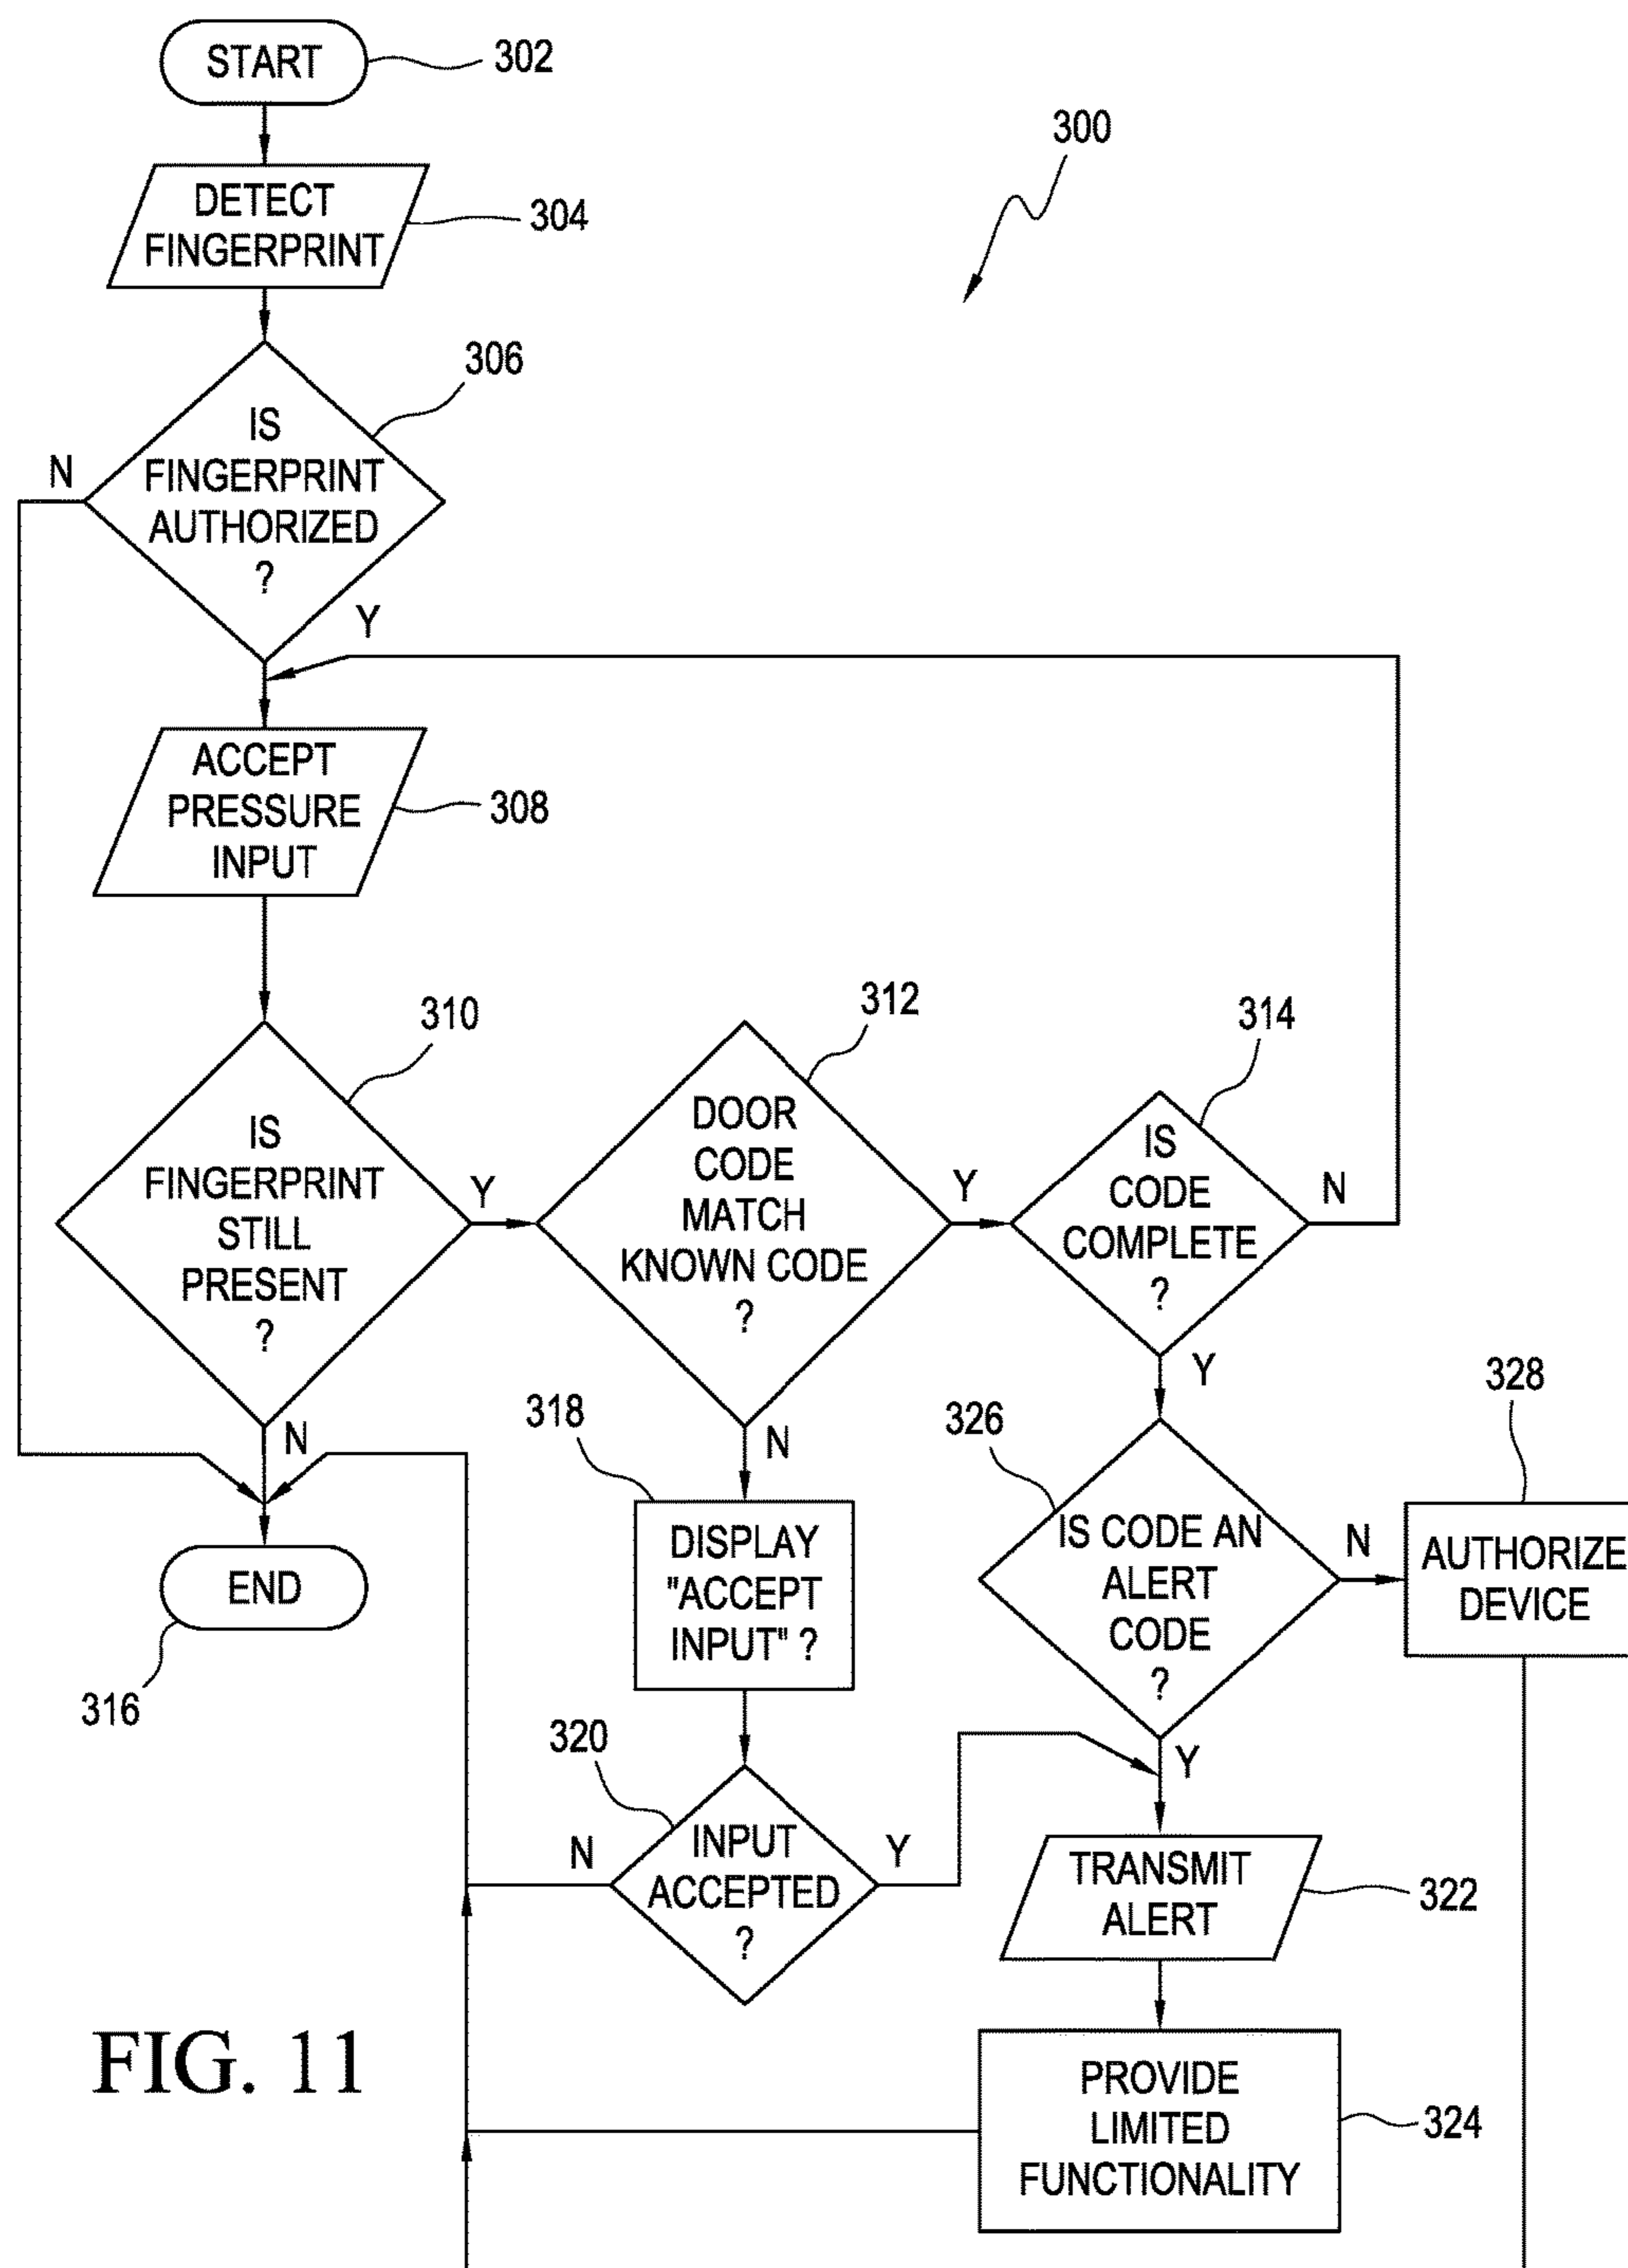 START
302
300
DETECT
FINGERPRINT
304
306
IS
FINGERPRINT
AUTHORIZED
?
N
Y
ACCEPT
PRESSURE
INPUT
308
310
IS
FINGERPRINT
STILL
PRESENT
?
Y
N
312
DOOR
CODE
MATCH
KNOWN CODE
?
Y
N
314
IS
CODE
COMPLETE
?
N
Y
END
316
318
DISPLAY
"ACCEPT
INPUT" ?
326
IS CODE AN
ALERT
CODE
?
N
Y
328
AUTHORIZE
DEVICE
320
INPUT
ACCEPTED
?
N
Y
TRANSMIT
ALERT
322
PROVIDE
LIMITED
FUNCTIONALITY
324
FIG. 11